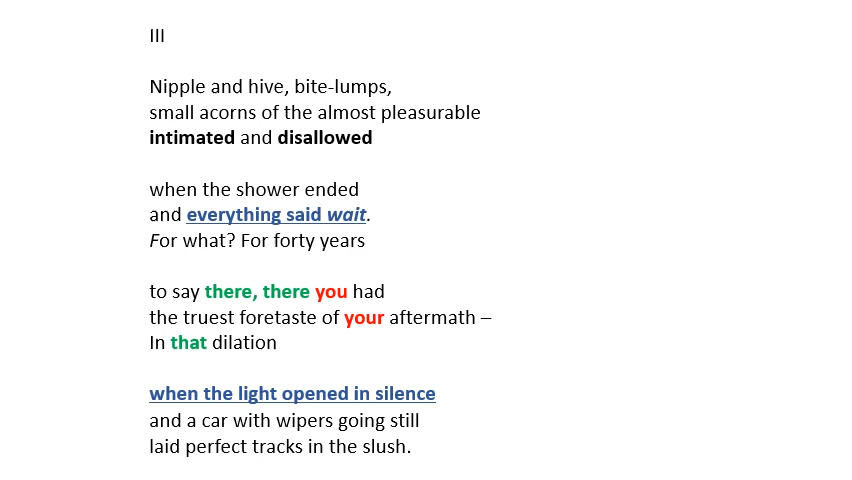 III
Nipple and hive, bite-lumps,
small acorns of the almost pleasurable
intimated and disallowed
when the shower ended
and everything said wait.
For what? For forty years
to say there, there you had
the truest foretaste of your aftermath –
In that dilation
when the light opened in silence
and a car with wipers going still
laid perfect tracks in the slush.